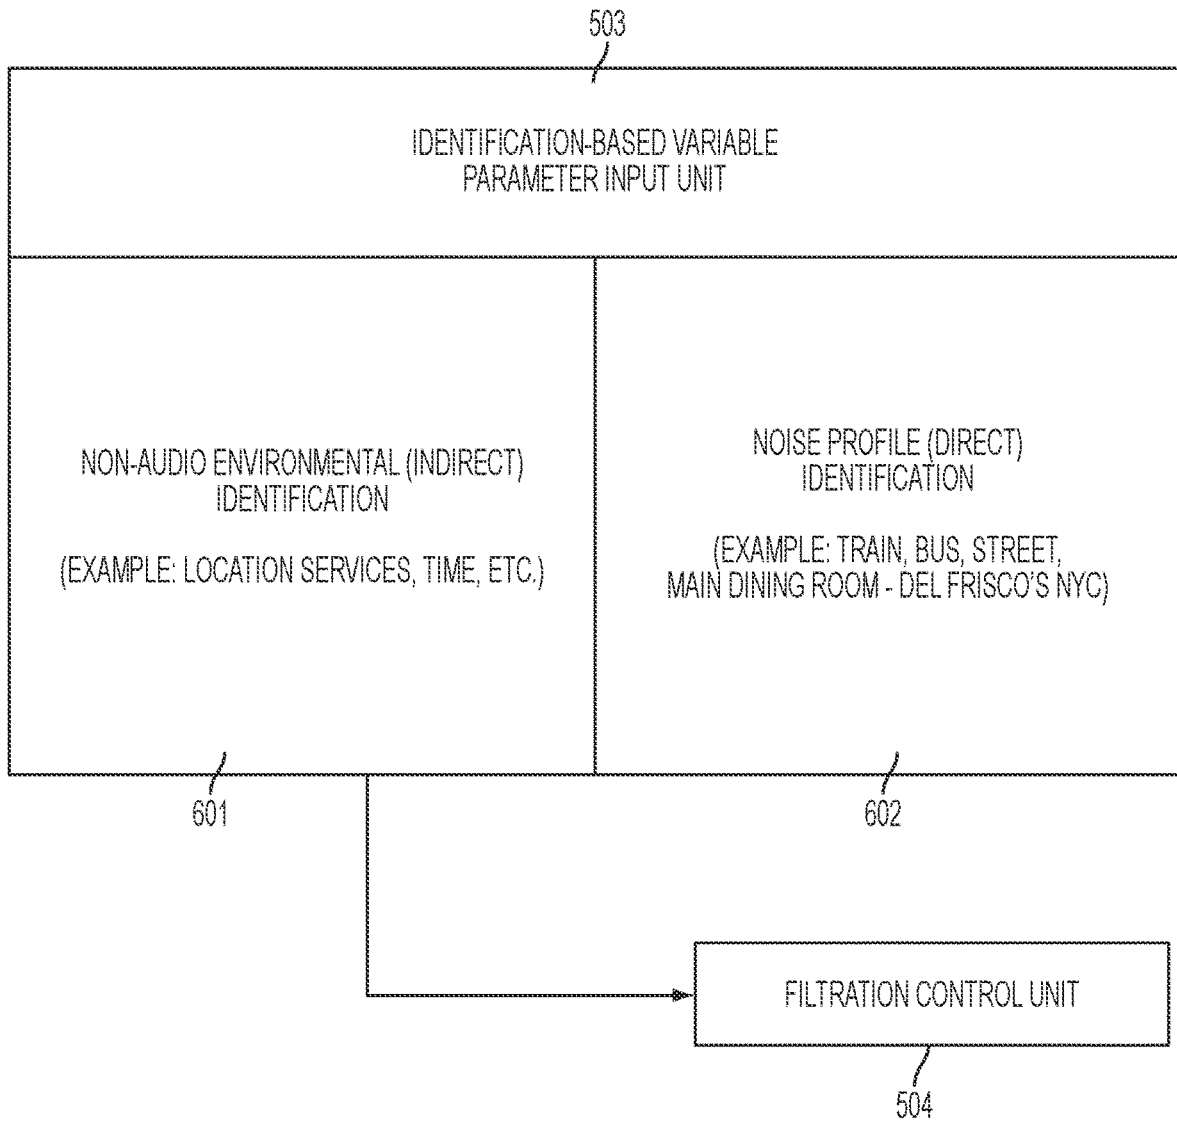 503
IDENTIFICATION-BASED VARIABLE
PARAMETER INPUT UNIT
NON-AUDIO ENVIRONMENTAL (INDIRECT)
IDENTIFICATION
(EXAMPLE: LOCATION SERVICES, TIME, ETC.)
NOISE PROFILE (DIRECT)
IDENTIFICATION
(EXAMPLE: TRAIN, BUS, STREET,
MAIN DINING ROOM - DEL FRISCO'S NYC)
601
602
FILTRATION CONTROL UNIT
504